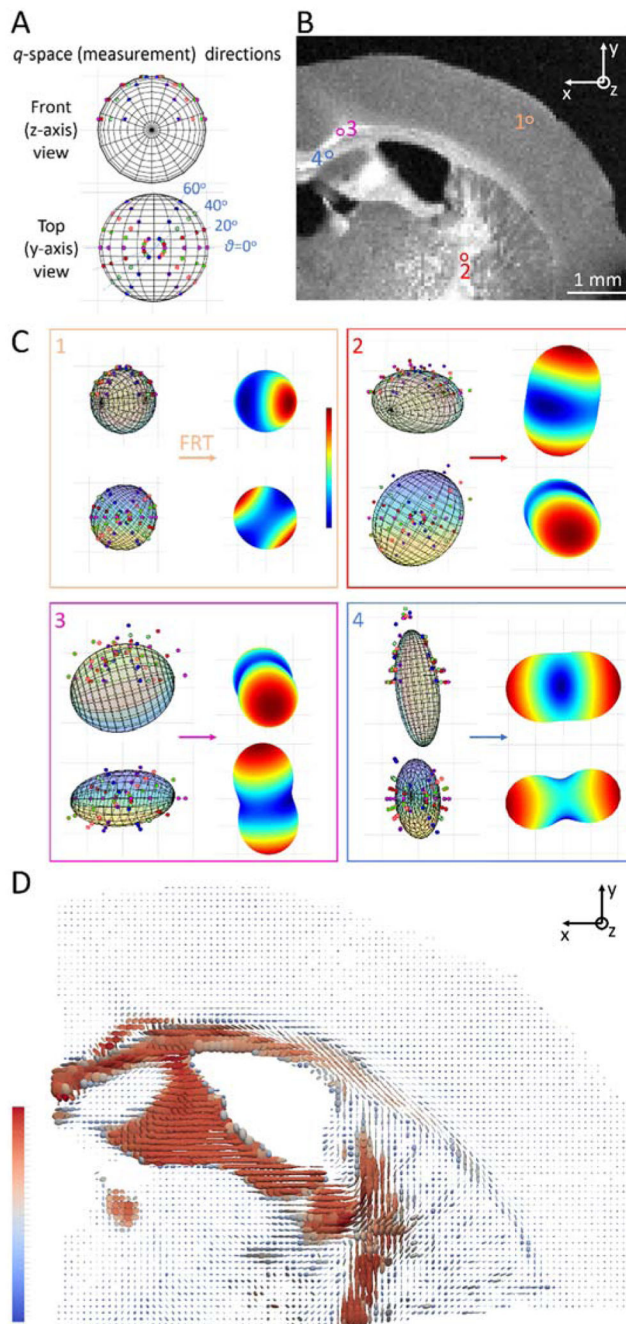 A
q-space (measurement) directions
Front
(z-axis)
view
Top
(y-axis)
view
60°
40°
20°
ϑ=0°
B
y
x
z
1
3
4
2
1 mm
C
1
FRT
2
3
4
D
y
x
z